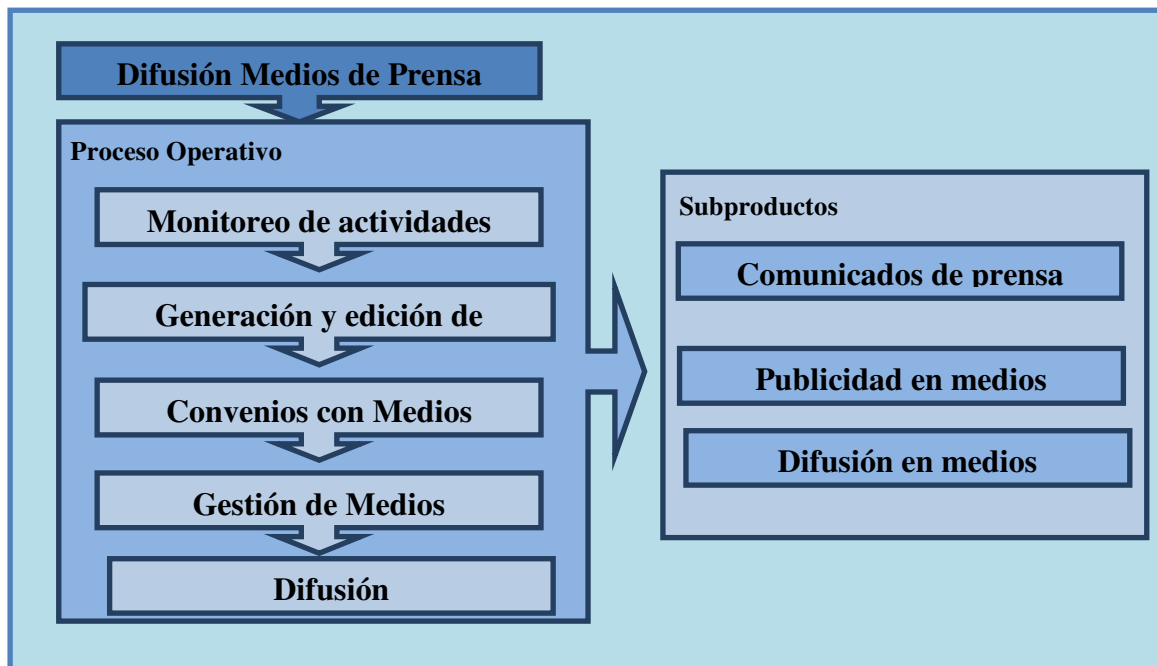 Difusión Medios de Prensa
Proceso Operativo
Monitoreo de actividades
Generación y edición de
Convenios con Medios
Gestión de Medios
Difusión
Subproductos
Comunicados de prensa
Publicidad en medios
Difusión en medios